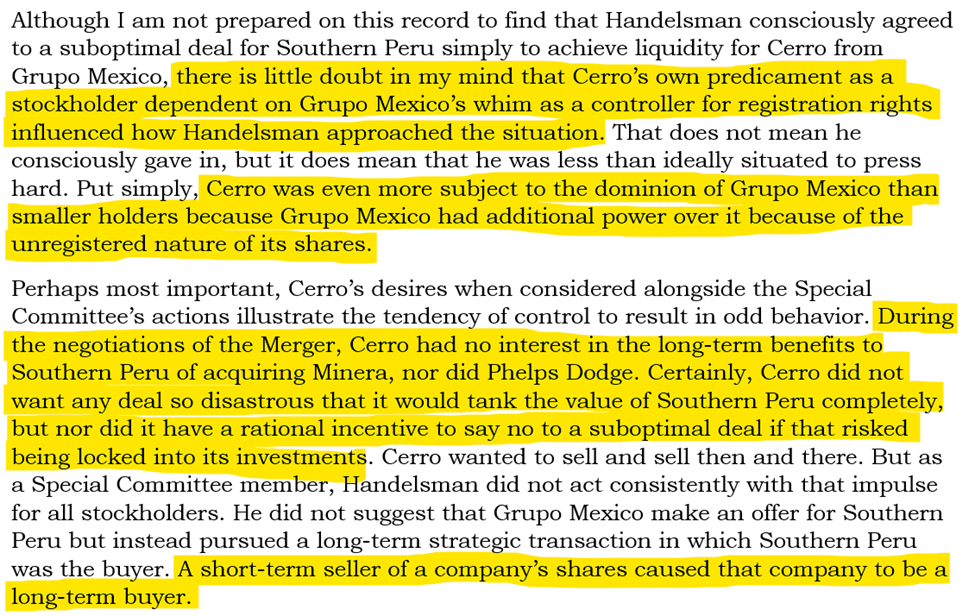 Although I am not prepared on this record to find that Handelsman consciously agreed
to a suboptimal deal for Southern Peru simply to achieve liquidity for Cerro from
Grupo Mexico, there is little doubt in my mind that Cerro’s own predicament as a
stockholder dependent on Grupo Mexico’s whim as a controller for registration rights
influenced how Handelsman approached the situation. That does not mean he
consciously gave in, but it does mean that he was less than ideally situated to press
hard. Put simply, Cerro was even more subject to the dominion of Grupo Mexico than
smaller holders because Grupo Mexico had additional power over it because of the
unregistered nature of its shares.
Perhaps most important, Cerro’s desires when considered alongside the Special
Committee’s actions illustrate the tendency of control to result in odd behavior. During
the negotiations of the Merger, Cerro had no interest in the long-term benefits to
Southern Peru of acquiring Minera, nor did Phelps Dodge. Certainly, Cerro did not
want any deal so disastrous that it would tank the value of Southern Peru completely,
but nor did it have a rational incentive to say no to a suboptimal deal if that risked
being locked into its investments. Cerro wanted to sell and sell then and there. But as
a Special Committee member, Handelsman did not act consistently with that impulse
for all stockholders. He did not suggest that Grupo Mexico make an offer for Southern
Peru but instead pursued a long-term strategic transaction in which Southern Peru
was the buyer. A short-term seller of a company’s shares caused that company to be a
long-term buyer.